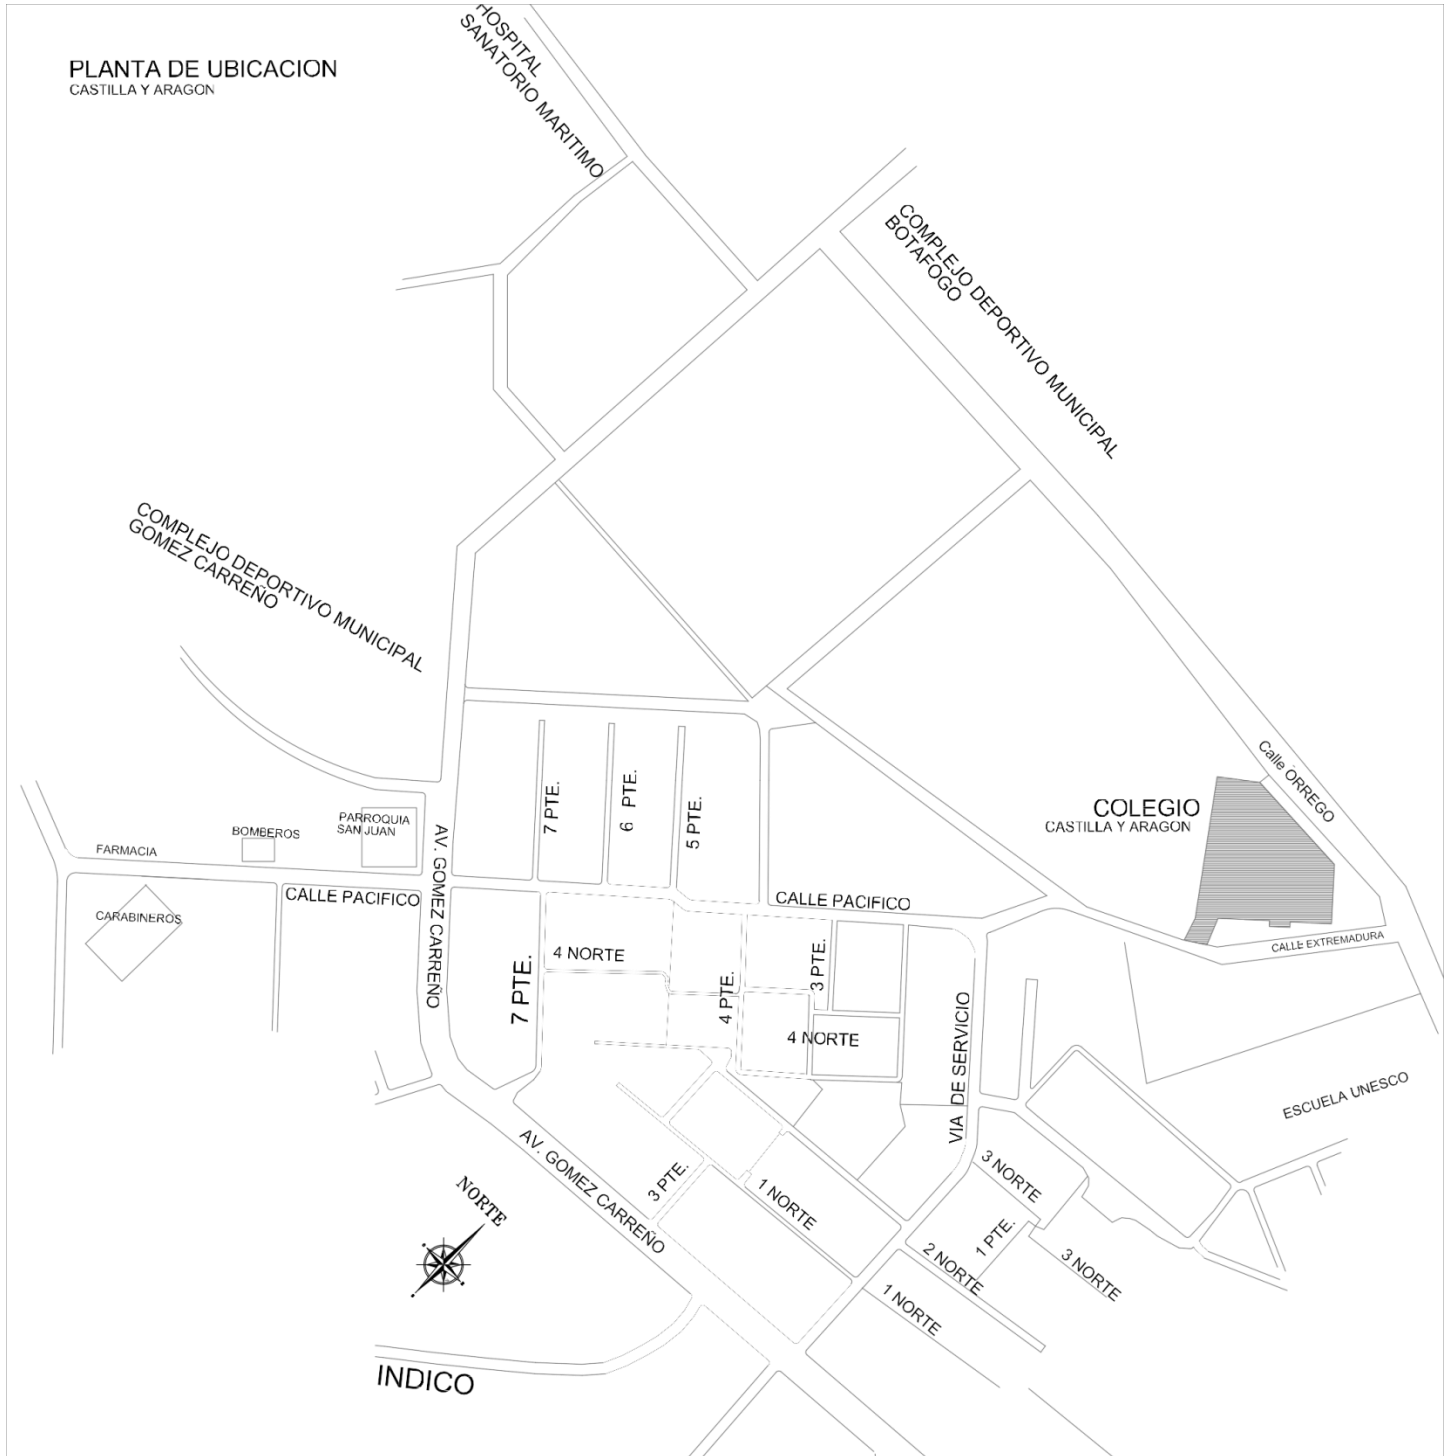 PLANTA DE UBICACION
CASTILLA Y ARAGON
HOSPITAL
SANATORIO MARITIMO
COMPLEJO DEPORTIVO MUNICIPAL
BOTAFOGO
COMPLEJO DEPORTIVO MUNICIPAL
GOMEZ CARREÑO
Calle ORREGO
COLEGIO
CASTILLA Y ARAGON
7 PTE.
6 PTE.
5 PTE.
PARROQUIA
SAN JUAN
BOMBEROS
FARMACIA
CALLE PACIFICO
AV. GOMEZ CARREÑO
CALLE PACIFICO
CARABINEROS
CALLE EXTREMADURA
4 NORTE
7 PTE.
4 PTE.
3 PTE.
4 NORTE
VIA DE SERVICIO
ESCUELA UNESCO
AV. GOMEZ CARREÑO
3 PTE.
1 NORTE
3 NORTE
1 PTE.
2 NORTE
3 NORTE
1 NORTE
NORTE
INDICO